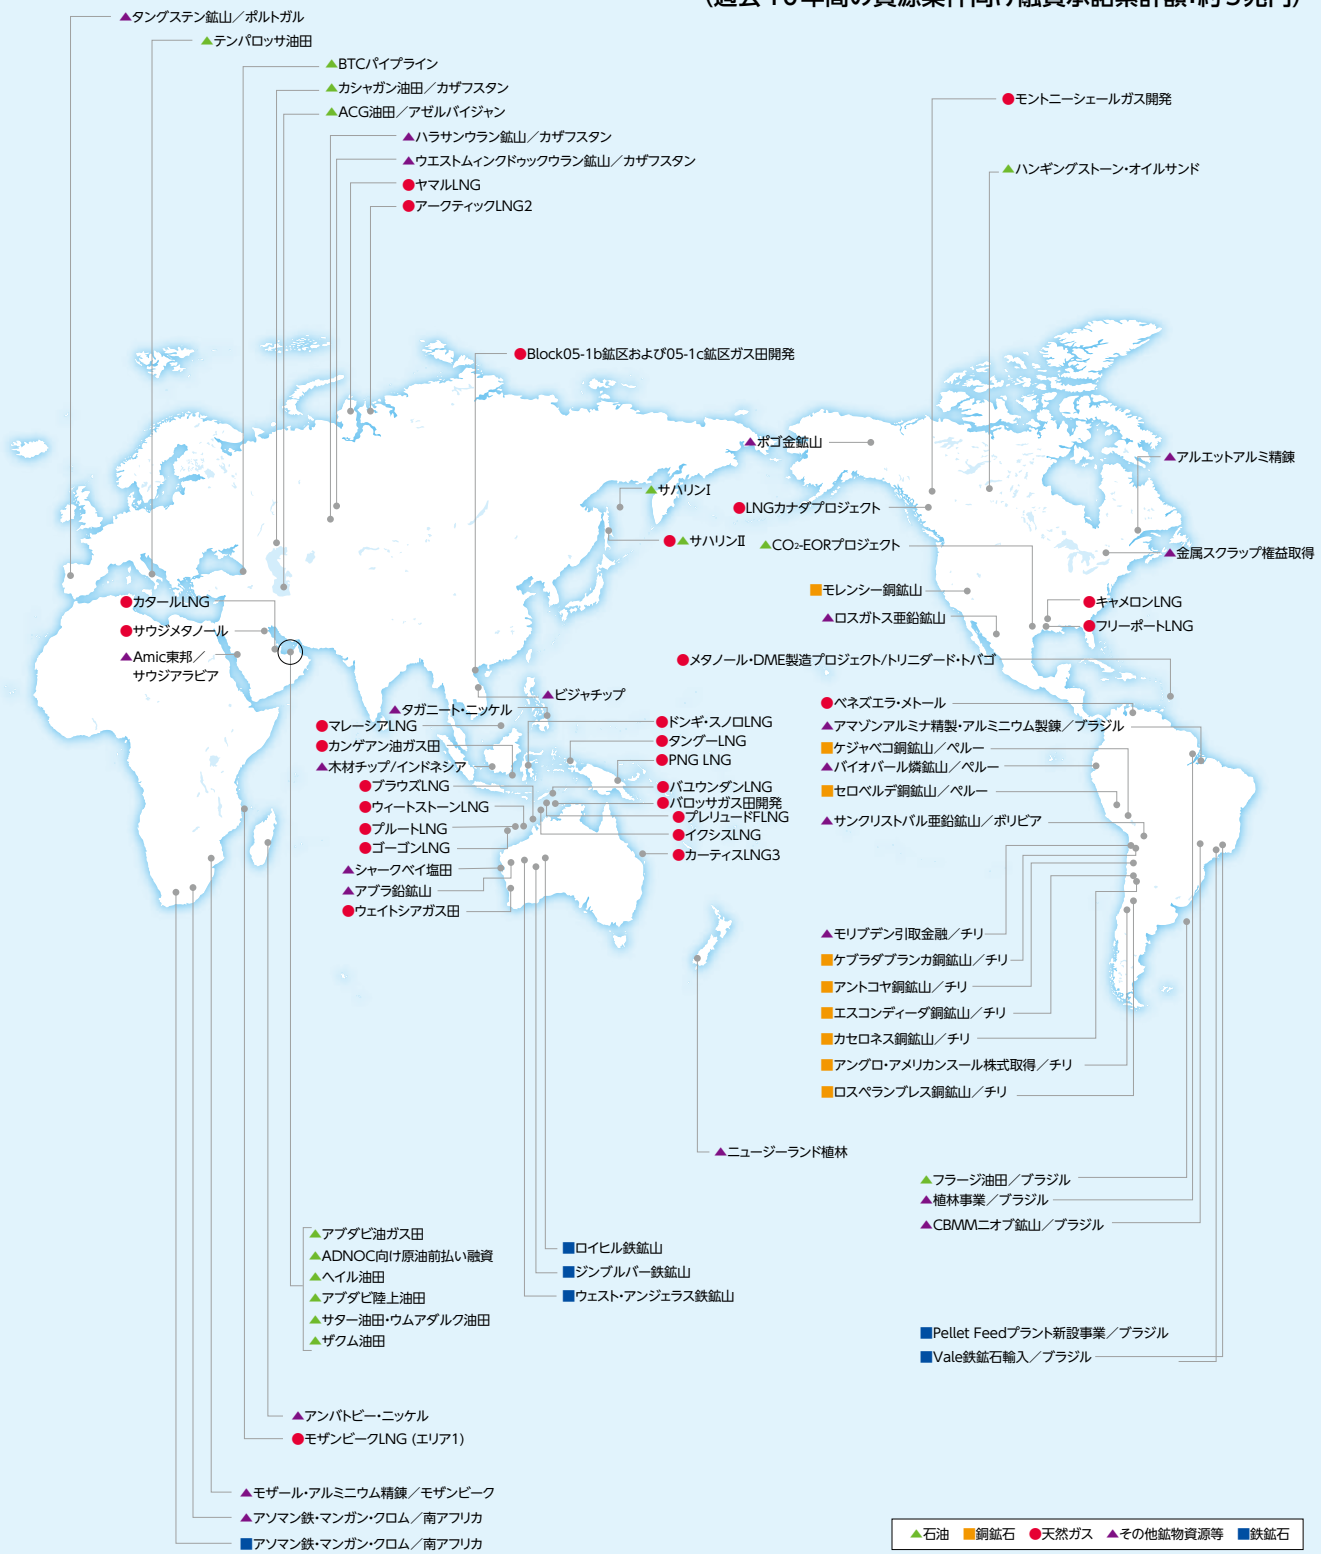 (過去10年間の資源案件向け融資承諾累計額:約9兆円)
▲タングステン鉱山／ポルトガル
▲テンパロッサ油田
▲BTCパイプライン
▲カシャガン油田／カザフスタン
▲ACG油田／アゼルバイジャン
▲ハラサンウラン鉱山／カザフスタン
▲ウエストムィンクドゥックウラン鉱山／カザフスタン
●ヤマルLNG
●アークティックLNG2
●モントニーシェールガス開発
▲ハンギングストーン・オイルサンド
●Block05-1b鉱区および05-1c鉱区ガス田開発
▲ポゴ金鉱山
▲アルエットアルミ精錬
▲サハリンI
●LNGカナダプロジェクト
●▲サハリンII
▲CO₂-EORプロジェクト
▲金属スクラップ権益取得
■モレンシー銅鉱山
▲ロスガトス亜鉛鉱山
●キャメロンLNG
●フリーポートLNG
●カタールLNG
●サウジメタノール
▲Amic東邦／
サウジアラビア
●メタノール・DME製造プロジェクト/トリニダード・トバゴ
▲ビジャチップ
▲タガニート・ニッケル
●マレーシアLNG
●カンゲアン油ガス田
▲木材チップ/インドネシア
●ブラウズLNG
●ウィートストーンLNG
●プルートLNG
●ゴーゴンLNG
▲シャークベイ塩田
▲アブラ鉛鉱山
●ウェイトシアガス田
●ドンギ・スノロLNG
●タングーLNG
●PNG LNG
●バユウンダンLNG
●バロッサガス田開発
●プレリュードFLNG
●イクシスLNG
●カーティスLNG3
●ベネズエラ・メトール
▲アマゾンアルミナ精製・アルミニウム製錬／ブラジル
■ケジャベコ銅鉱山／ペルー
▲バイオバール燐鉱山／ペルー
■セロベルデ銅鉱山／ペルー
▲サンクリストバル亜鉛鉱山／ボリビア
▲モリブデン引取金融／チリ
■ケブラダブランカ銅鉱山／チリ
■アントコヤ銅鉱山／チリ
■エスコンディーダ銅鉱山／チリ
■カセロネス銅鉱山／チリ
■アングロ・アメリカンスール株式取得／チリ
■ロスペランブレス銅鉱山／チリ
▲ニュージーランド植林
▲フラージ油田／ブラジル
▲植林事業／ブラジル
▲CBMMニオブ鉱山／ブラジル
▲アブダビ油ガス田
▲ADNOC向け原油前払い融資
▲ヘイル油田
▲アブダビ陸上油田
▲サター油田・ウムアダルク油田
▲ザクム油田
■ロイヒル鉄鉱山
■ジンブルバー鉄鉱山
■ウェスト・アンジェラス鉄鉱山
■Pellet Feedプラント新設事業／ブラジル
■Vale鉄鉱石輸入／ブラジル
▲アンバトビー・ニッケル
●モザンビークLNG (エリア1)
▲モザール・アルミニウム精錬／モザンビーク
▲アソマン鉄・マンガン・クロム／南アフリカ
■アソマン鉄・マンガン・クロム／南アフリカ
▲石油 ■銅鉱石 ●天然ガス ▲その他鉱物資源等 ■鉄鉱石